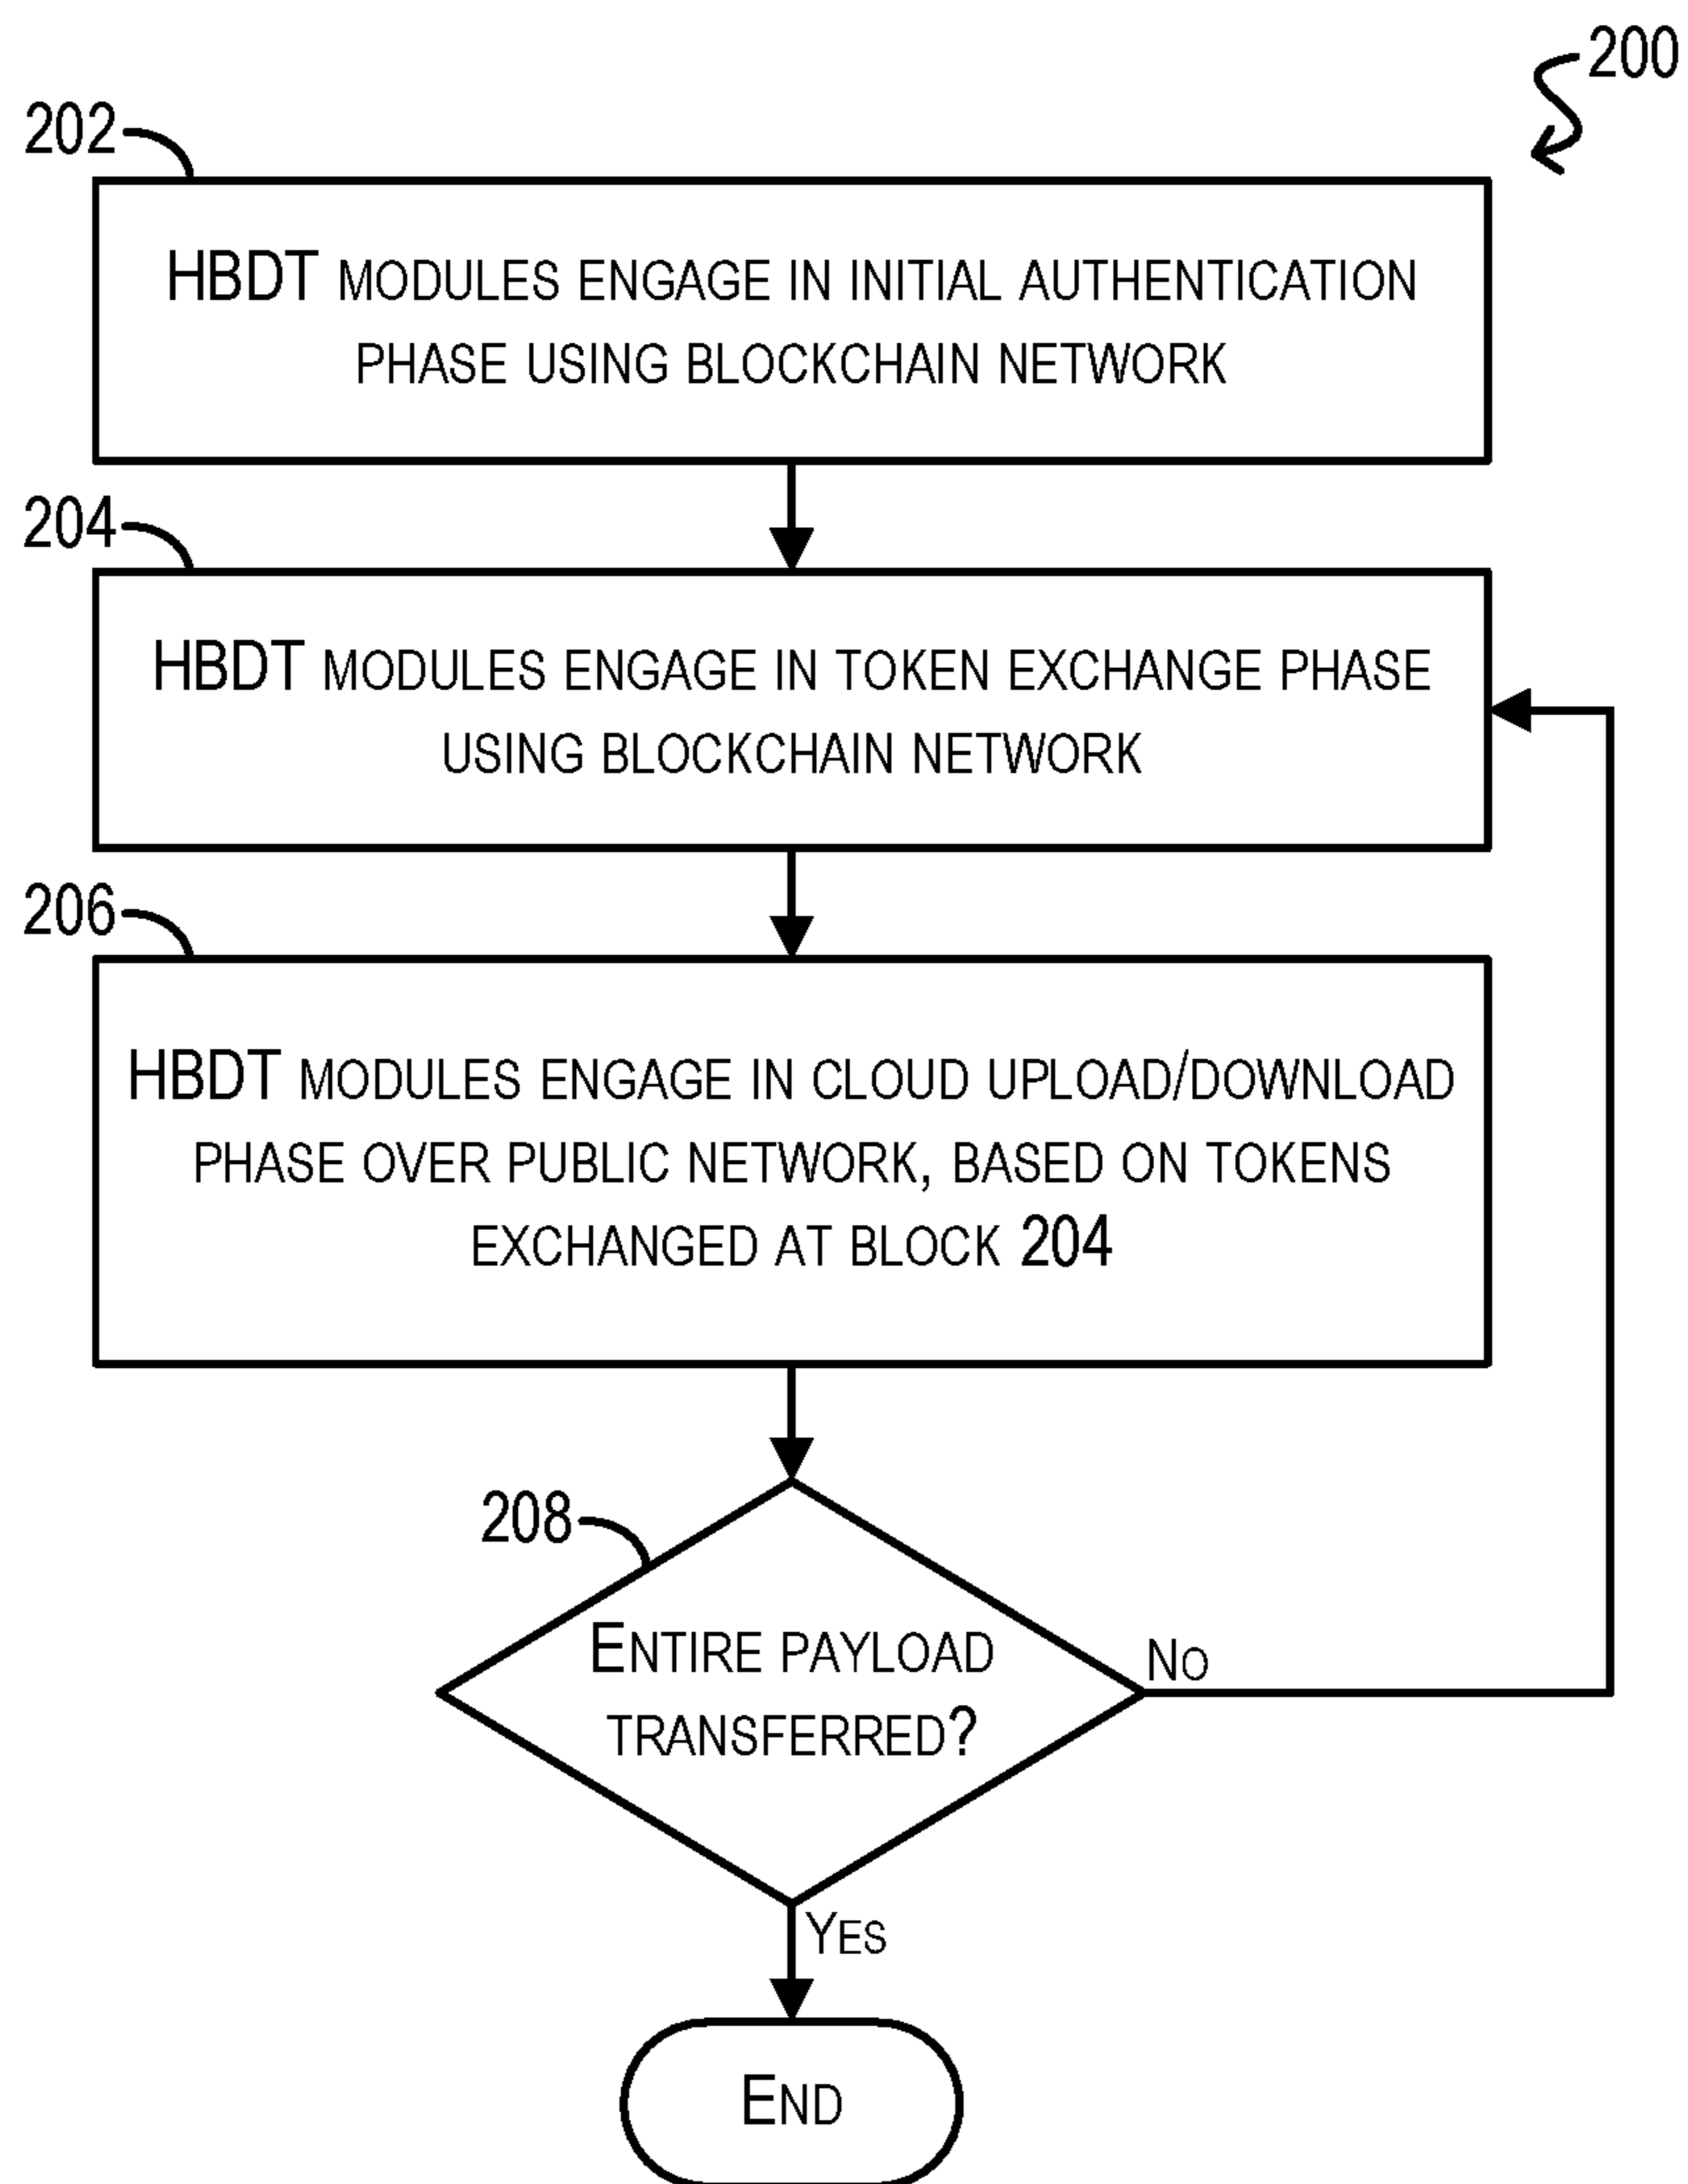 200
202
HBDT MODULES ENGAGE IN INITIAL AUTHENTICATION
PHASE USING BLOCKCHAIN NETWORK
204
HBDT MODULES ENGAGE IN TOKEN EXCHANGE PHASE
USING BLOCKCHAIN NETWORK
206
HBDT MODULES ENGAGE IN CLOUD UPLOAD/DOWNLOAD
PHASE OVER PUBLIC NETWORK, BASED ON TOKENS
EXCHANGED AT BLOCK 204
208
ENTIRE PAYLOAD
TRANSFERRED?
NO
YES
END